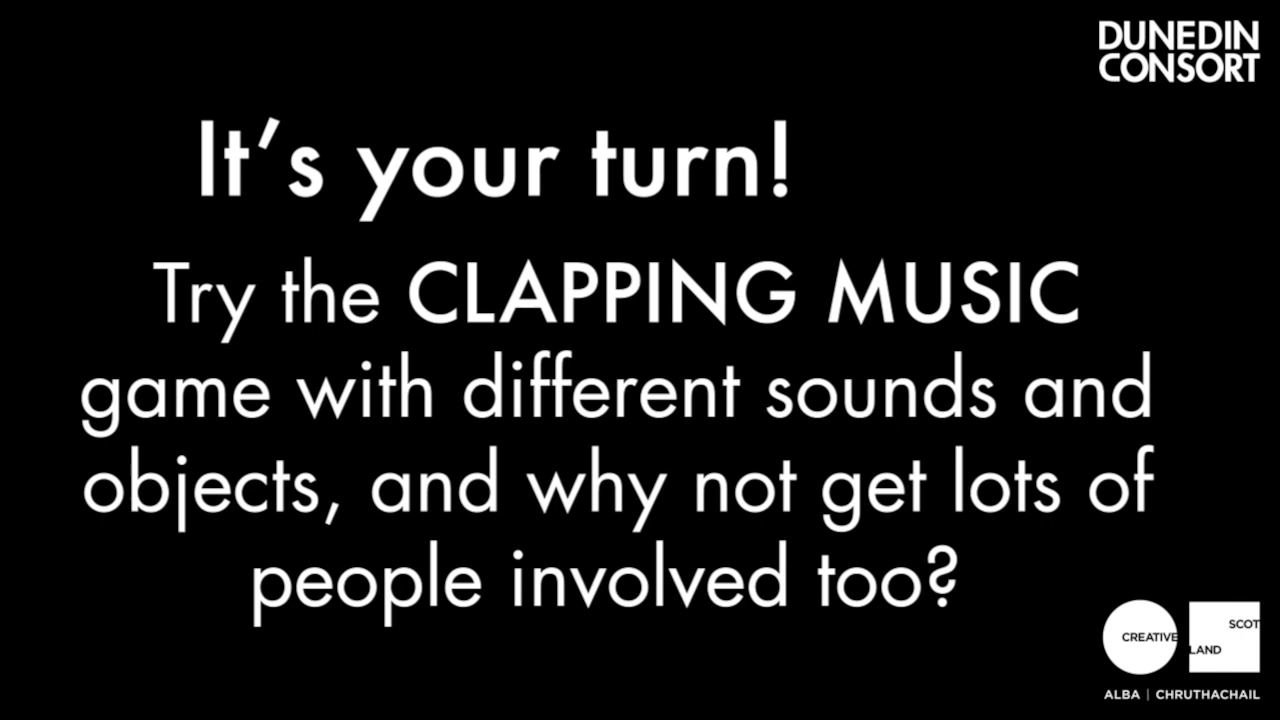 DUNEDIN
CONSORT
It’s your turn!
Try the CLAPPING MUSIC
game with different sounds and
objects, and why not get lots of
people involved too?
CREATIVE SCOT
LAND
ALBA | CHRUTHACHAIL